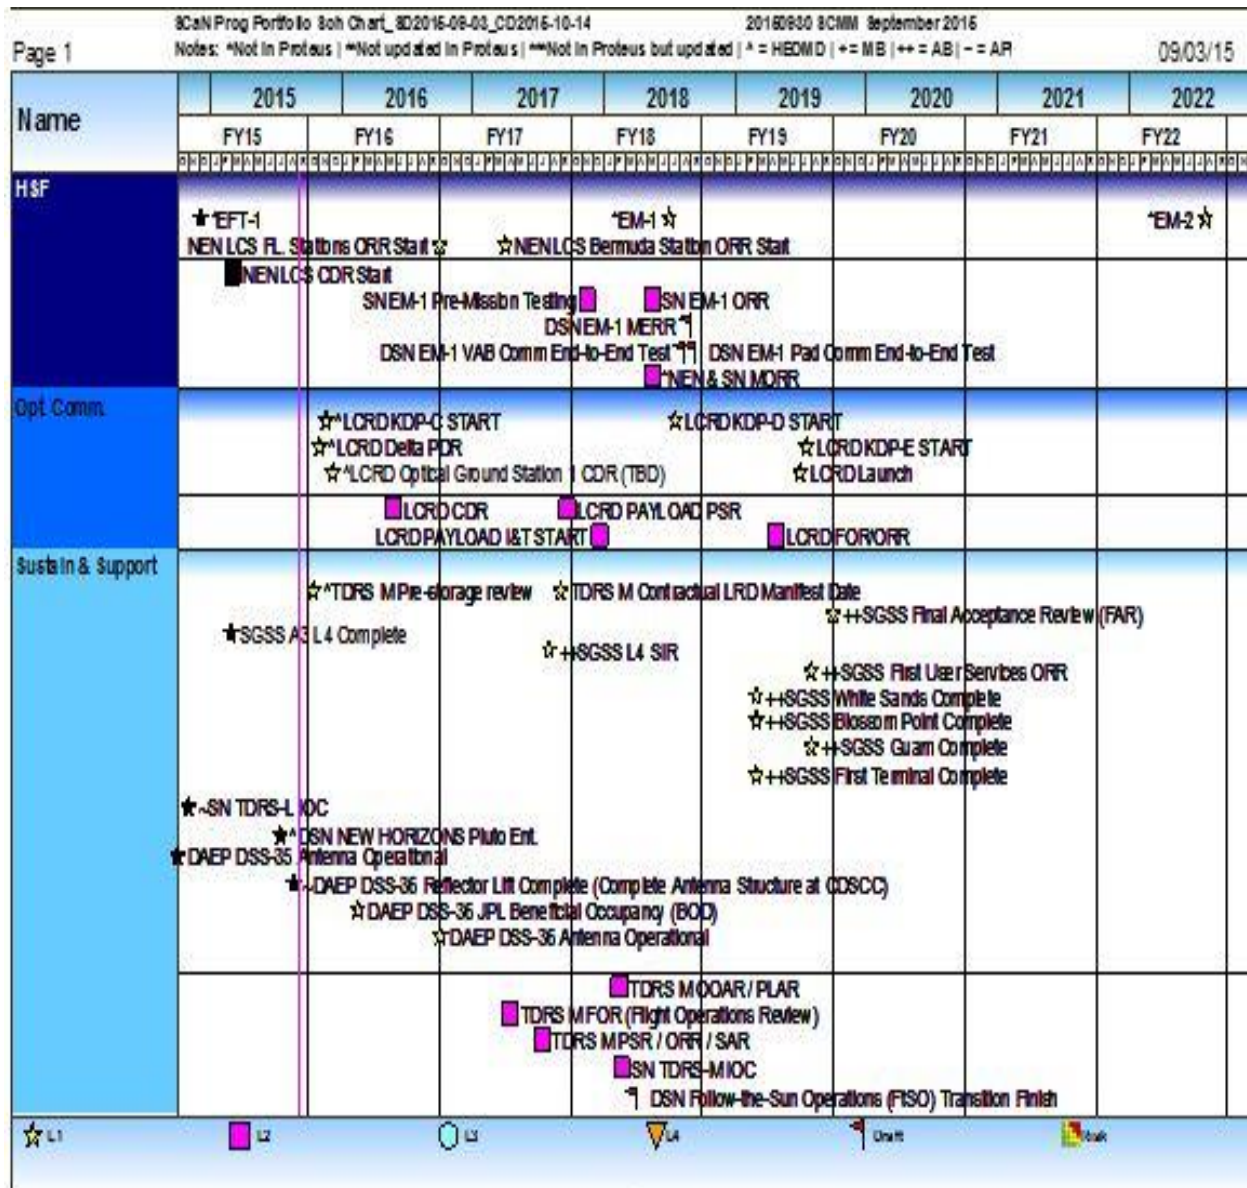 SCaN Prog Portfolio Soh Chart_SD2015-09-03_CD2015-10-14
20150930 SCMM September 2015
Page 1
Notes: *Not in Proteus | **Not updated in Proteus | ***Not in Proteus but updated | ^ = HEOMD | + = MB | ++ = AB | ~ = API
09/03/15
Name
2015 2016 2017 2018 2019 2020 2021 2022
FY15 FY16 FY17 FY18 FY19 FY20 FY21 FY22
HSF
^EFT-1
^EM-1
^EM-2
NEN LCS FL. Stations ORR Start
NEN LCS Bermuda Station ORR Start
NEN LCS CDR Start
SN EM-1 Pre-Mission Testing
SN EM-1 ORR
DSN EM-1 MERR
DSN EM-1 VAB Comm End-to-End Test
DSN EM-1 Pad Comm End-to-End Test
^NEN & SN MORR
Opt. Comm.
^LCRD KDP-C START
LCRD KDP-D START
^LCRD Delta PDR
LCRD KDP-E START
^LCRD Optical Ground Station 1 CDR (TBD)
LCRD Launch
LCRD CDR
LCRD PAYLOAD PSR
LCRD PAYLOAD I&T START
LCRD FOR/ORR
Sustain & Support
^TDRS M Pre-storage review
TDRS M Contractual LRD Manifest Date
++SGSS Final Acceptance Review (FAR)
SGSS A3 L4 Complete
++SGSS L4 SIR
++SGSS First User Services ORR
++SGSS White Sands Complete
++SGSS Blossom Point Complete
++SGSS Guam Complete
++SGSS First Terminal Complete
~SN TDRS-L IOC
^DSN NEW HORIZONS Pluto Ent.
DAEP DSS-35 Antenna Operational
~DAEP DSS-36 Reflector Lift Complete (Complete Antenna Structure at CDSCC)
DAEP DSS-36 JPL Beneficial Occupancy (BOD)
DAEP DSS-36 Antenna Operational
TDRS M OOAR / PLAR
TDRS M FOR (Flight Operations Review)
TDRS M PSR / ORR / SAR
SN TDRS-M IOC
DSN Follow-the-Sun Operations (FtSO) Transition Finish
L1 L2 L3 L4 Draft Risk